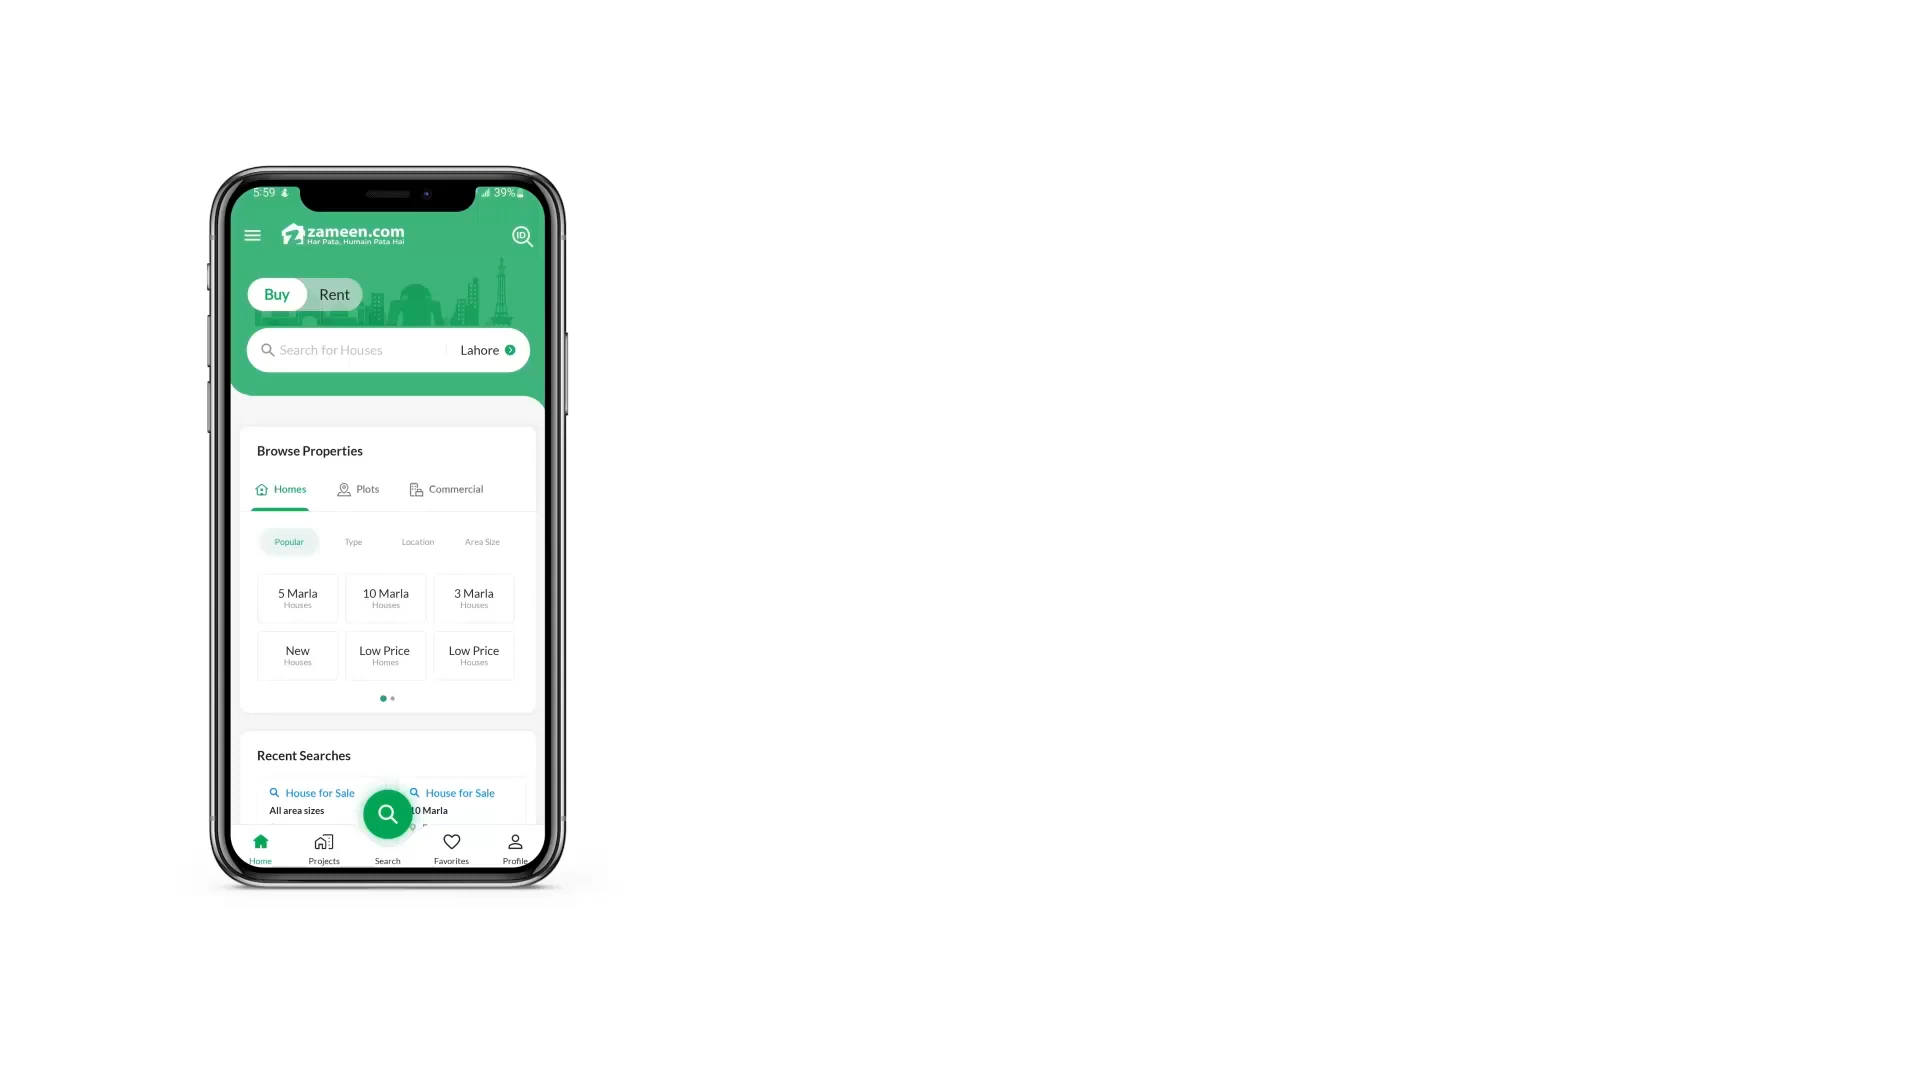 5:59 39%
zameen.com
Har Pata, Humain Pata Hai
ID
Buy Rent
Search for Houses Lahore
Browse Properties
Homes Plots Commercial
Popular Type Location Area Size
5 Marla 10 Marla 3 Marla
Houses Houses Houses
New Low Price Low Price
Houses Homes Houses
Recent Searches
House for Sale House for Sale
All area sizes 10 Marla
Home Projects Search Favorites Profile